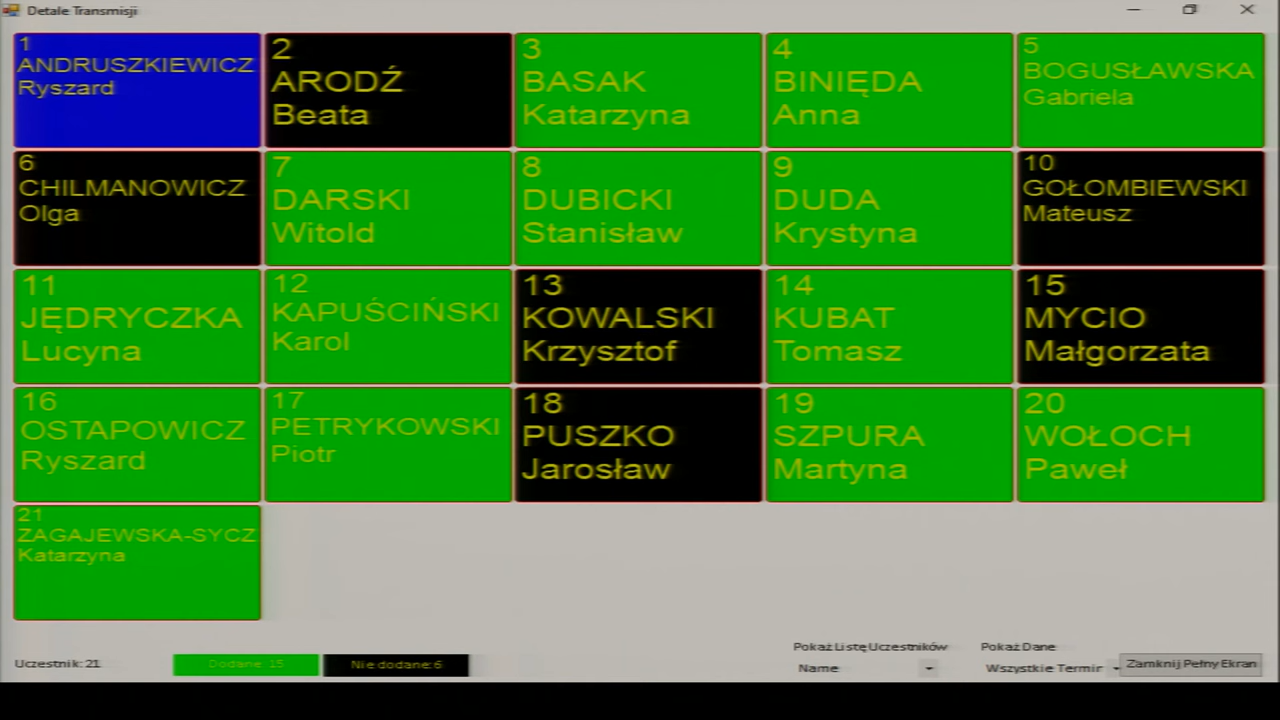 Detale Transmisji
1
ANDRUSZKIEWICZ
Ryszard
2
ARODŹ
Beata
3
BASAK
Katarzyna
4
BINIĘDA
Anna
5
BOGUSŁAWSKA
Gabriela
6
CHILMANOWICZ
Olga
7
DARSKI
Witold
8
DUBICKI
Stanisław
9
DUDA
Krystyna
10
GOŁOMBIEWSKI
Mateusz
11
JĘDRYCZKA
Lucyna
12
KAPUŚCIŃSKI
Karol
13
KOWALSKI
Krzysztof
14
KUBAT
Tomasz
15
MYCIO
Małgorzata
16
OSTAPOWICZ
Ryszard
17
PETRYKOWSKI
Piotr
18
PUSZKO
Jarosław
19
SZPURA
Martyna
20
WOŁOCH
Paweł
21
ZAGAJEWSKA-SYCZ
Katarzyna
Uczestnik: 21
Dodane: 15
Nie dodane: 6
Pokaż Listę Uczestników
Name
Pokaż Dane
Wszystkie Termir
Zamknij Pełny Ekran